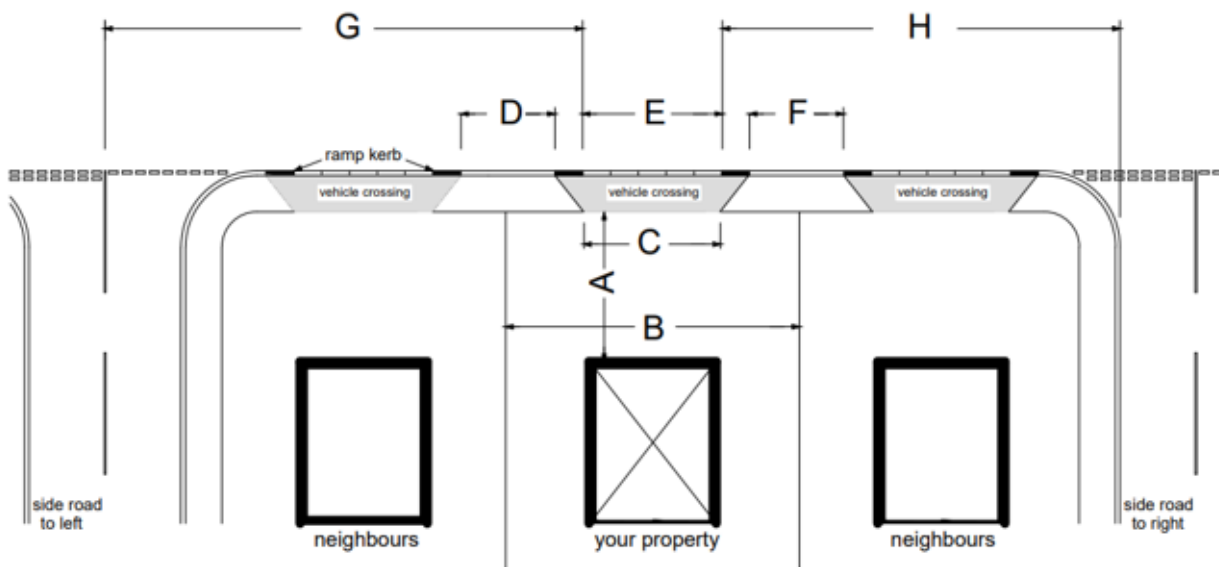 G
H
D
E
F
ramp kerb
vehicle crossing
vehicle crossing
vehicle crossing
C
A
B
side road
to left
neighbours
your property
neighbours
side road
to right